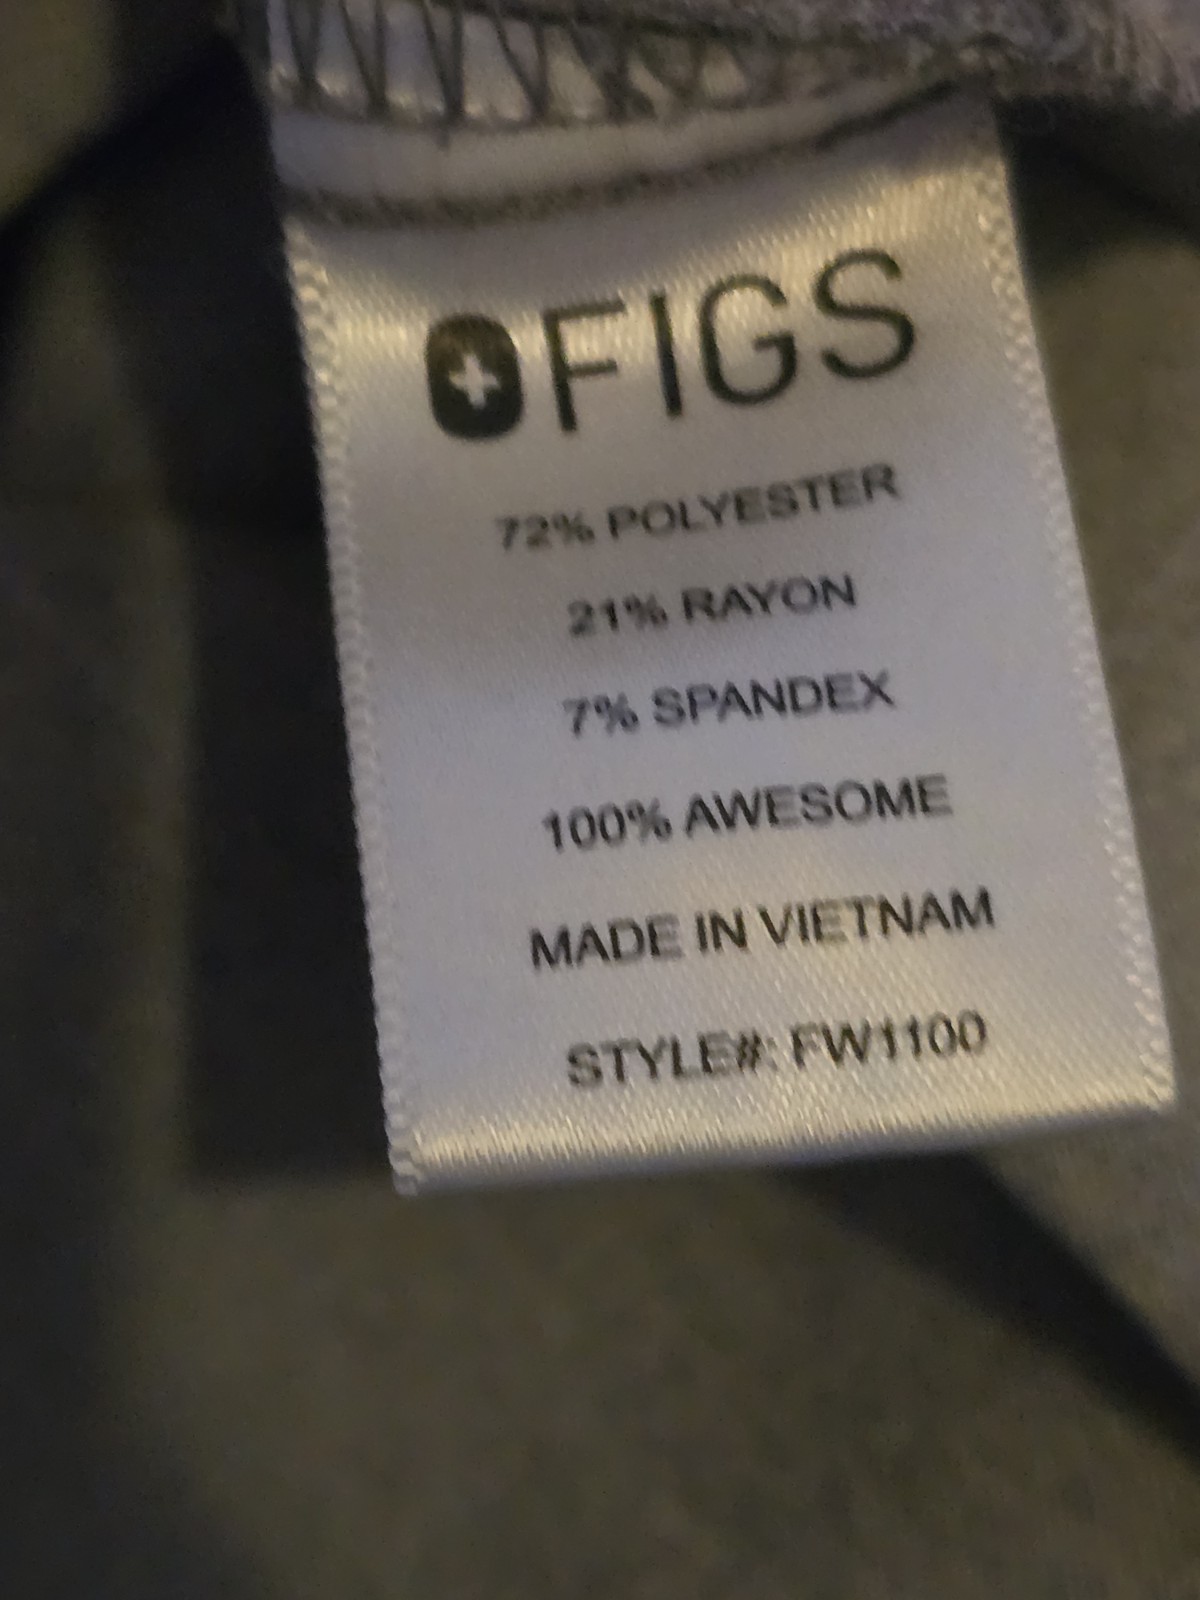 FIGS
72% POLYESTER
21% RAYON
7% SPANDEX
100% AWESOME
MADE IN VIETNAM
STYLE#: FW1100